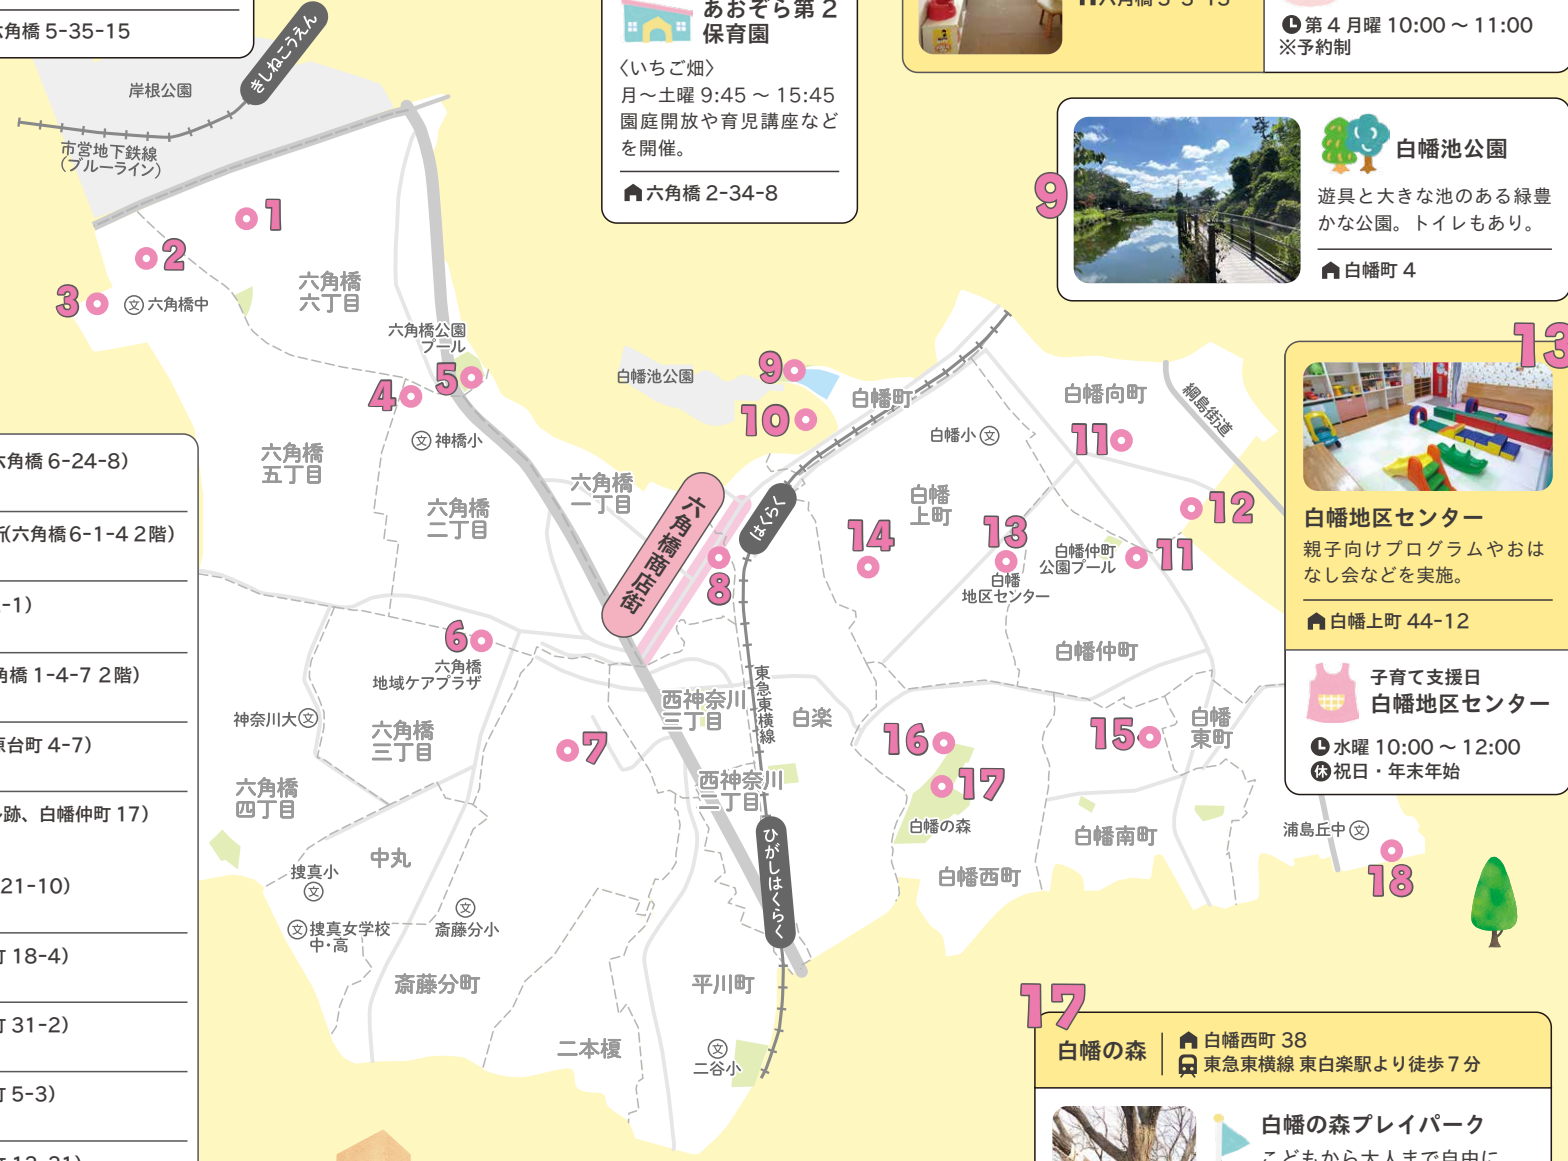 六角橋 5-35-15
きしねこうえん
岸根公園
市営地下鉄線
（ブルーライン）
あおぞら第２
保育園
〈いちご畑〉
月～土曜 9:45 ～ 15:45
園庭開放や育児講座など
を開催。
六角橋 2-34-8
第４月曜 10:00 ～ 11:00
※予約制
9
白幡池公園
遊具と大きな池のある緑豊
かな公園。トイレもあり。
白幡町 4
13
白幡地区センター
親子向けプログラムやおは
なし会などを実施。
白幡上町 44-12
子育て支援日
白幡地区センター
水曜 10:00 ～ 12:00
休 祝日・年末年始
1
2
3
文 六角橋中
六角橋
六丁目
六角橋公園
プール
5
4
文 神橋小
六角橋
五丁目
六角橋
二丁目
六角橋
一丁目
六角橋商店街
8
はくらく
白幡池公園
9
10
白幡町
白幡小 文
白幡向町
綱島街道
11
12
白幡
上町
14
13
白幡
地区センター
白幡仲町
公園プール
11
白幡仲町
6
六角橋
地域ケアプラザ
神奈川大 文
六角橋
三丁目
7
西神奈川
三丁目
東急東横線
白楽
16
17
白幡の森
15
白幡
東町
六角橋
四丁目
西神奈川
二丁目
ひがしはくらく
白幡西町
白幡南町
浦島丘中 文
18
中丸
捜真小
文
文 捜真女学校
中・高
文
斎藤分小
斎藤分町
平川町
二本榎
文
二谷小
六角橋 6-24-8）
（六角橋 6-1-4 ２階）
-1）
角橋 1-4-7 ２階）
原台町 4-7）
跡、白幡仲町 17）
21-10）
町 18-4）
町 31-2）
町 5-3）
17
白幡の森
白幡西町 38
東急東横線 東白楽駅より徒歩７分
白幡の森プレイパーク
こどもから大人まで自由に